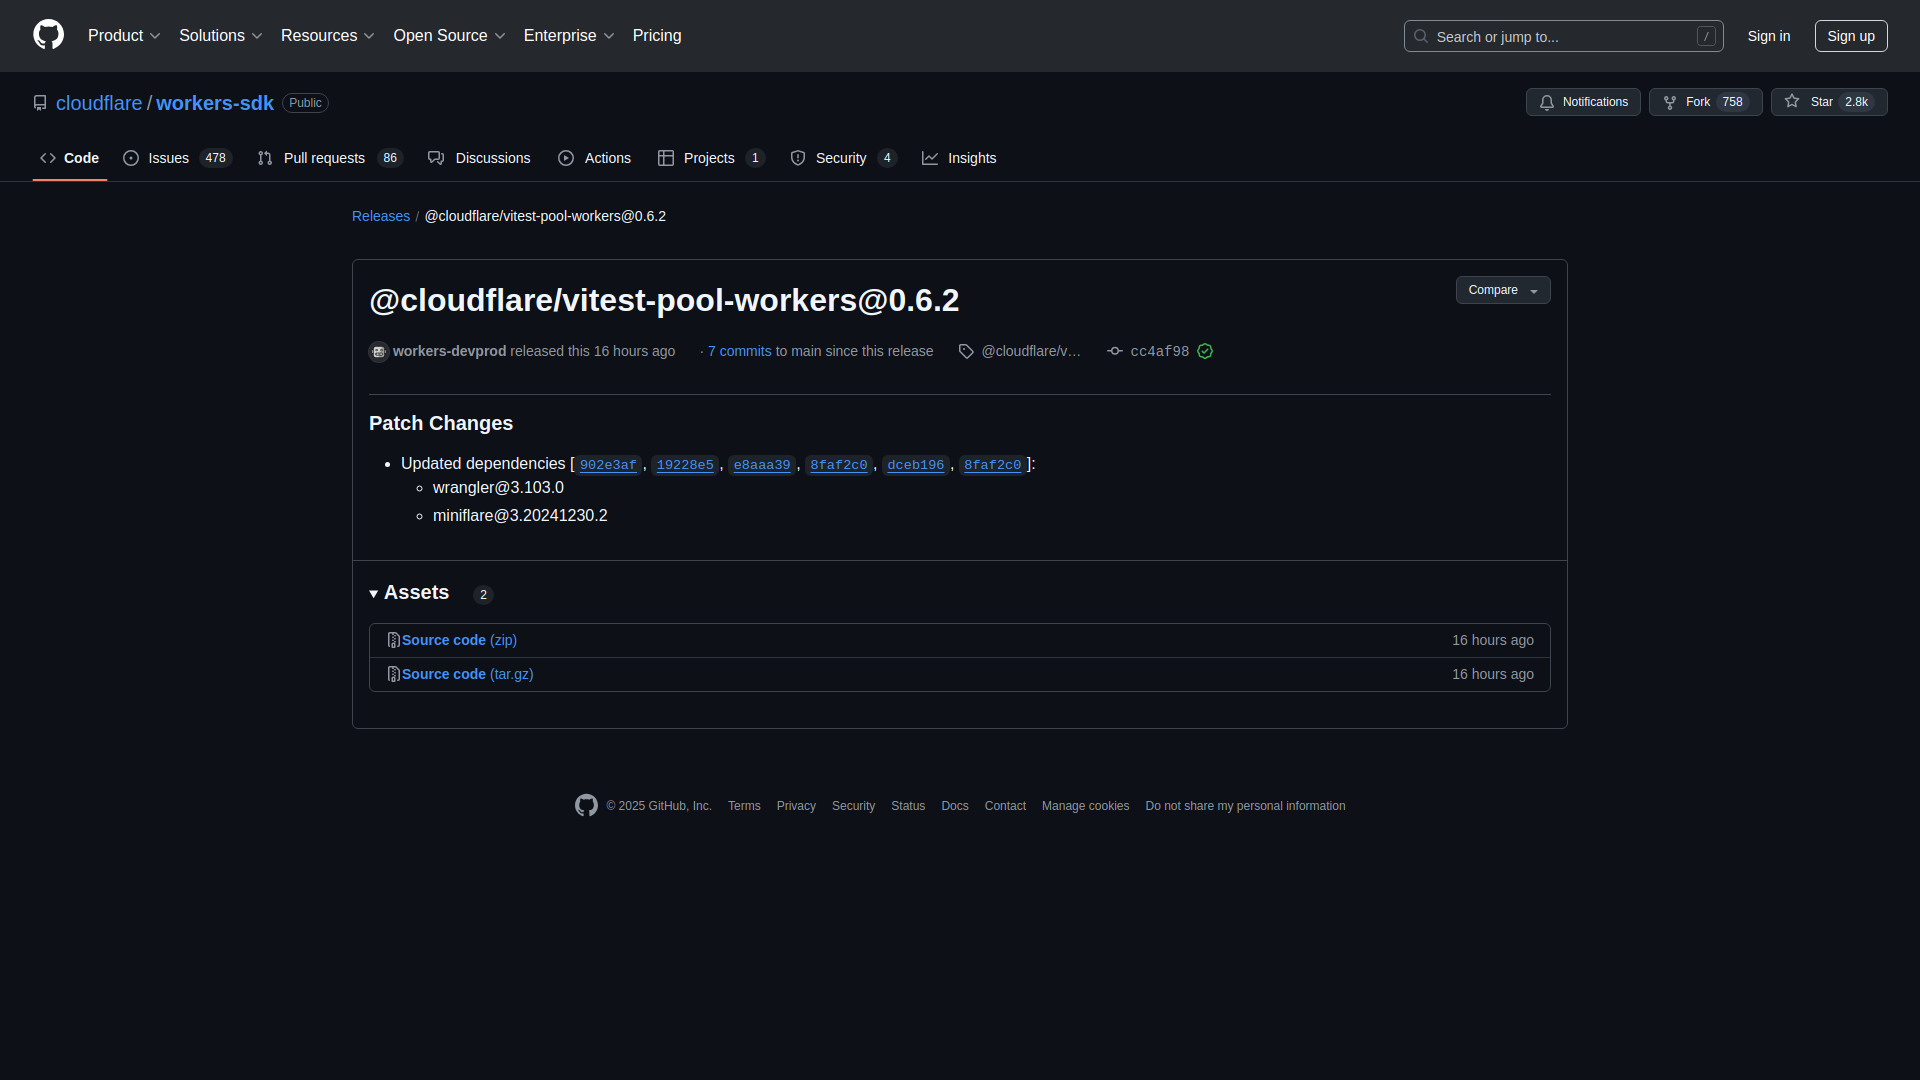 Product Solutions Resources Open Source Enterprise Pricing Search or jump to... / Sign in Sign up
cloudflare / workers-sdk Public Notifications Fork 758 Star 2.8k
Code Issues 478 Pull requests 86 Discussions Actions Projects 1 Security 4 Insights
Releases / @cloudflare/vitest-pool-workers@0.6.2
@cloudflare/vitest-pool-workers@0.6.2 Compare
workers-devprod released this 16 hours ago · 7 commits to main since this release @cloudflare/v… cc4af98
Patch Changes
• Updated dependencies [902e3af, 19228e5, e8aaa39, 8faf2c0, dceb196, 8faf2c0]:
◦ wrangler@3.103.0
◦ miniflare@3.20241230.2
Assets 2
Source code (zip) 16 hours ago
Source code (tar.gz) 16 hours ago
© 2025 GitHub, Inc. Terms Privacy Security Status Docs Contact Manage cookies Do not share my personal information